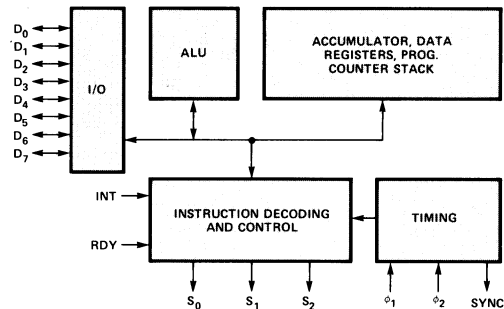 D0
D1
D2
D3
D4
D5
D6
D7
I/O
ALU
ACCUMULATOR, DATA
REGISTERS, PROG.
COUNTER STACK
INT
RDY
INSTRUCTION DECODING
AND CONTROL
TIMING
S0
S1
S2
ϕ1
ϕ2
SYNC